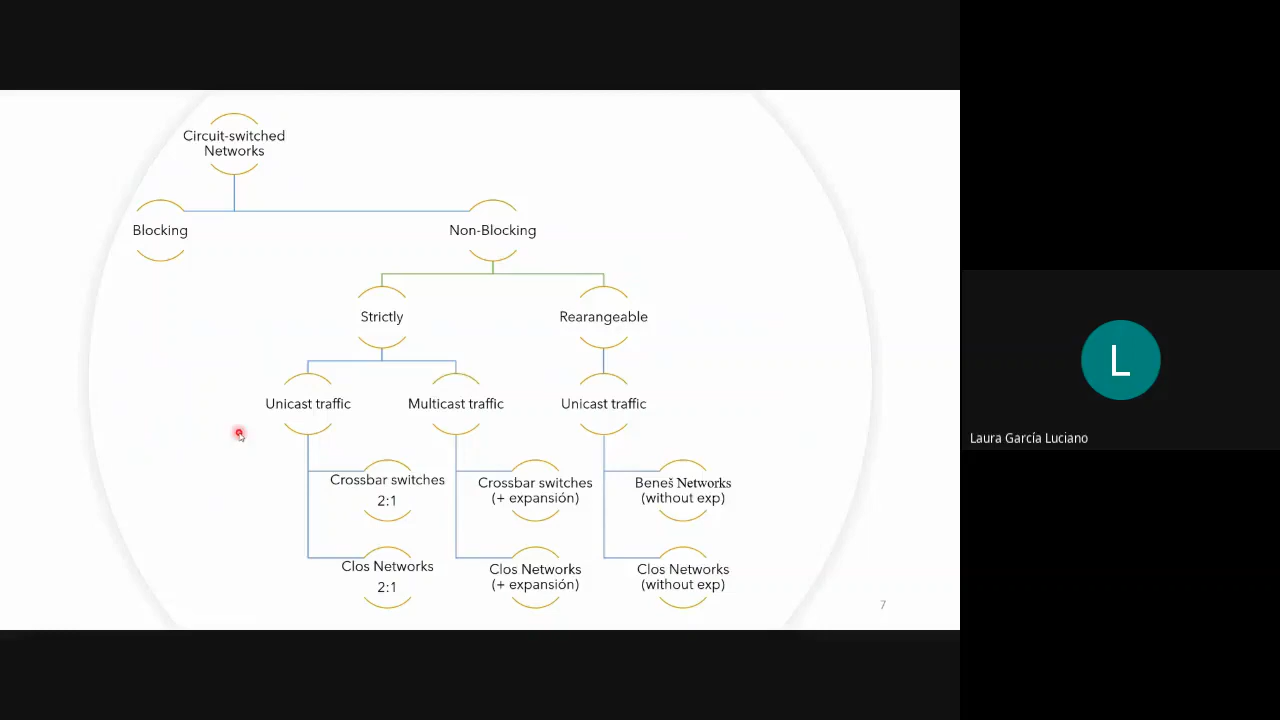 Circuit-switched
Networks
Blocking
Non-Blocking
Strictly
Rearangeable
Unicast traffic
Multicast traffic
Unicast traffic
Crossbar switches
2:1
Crossbar switches
(+ expansión)
Beneš Networks
(without exp)
Clos Networks
2:1
Clos Networks
(+ expansión)
Clos Networks
(without exp)
7
L
Laura García Luciano